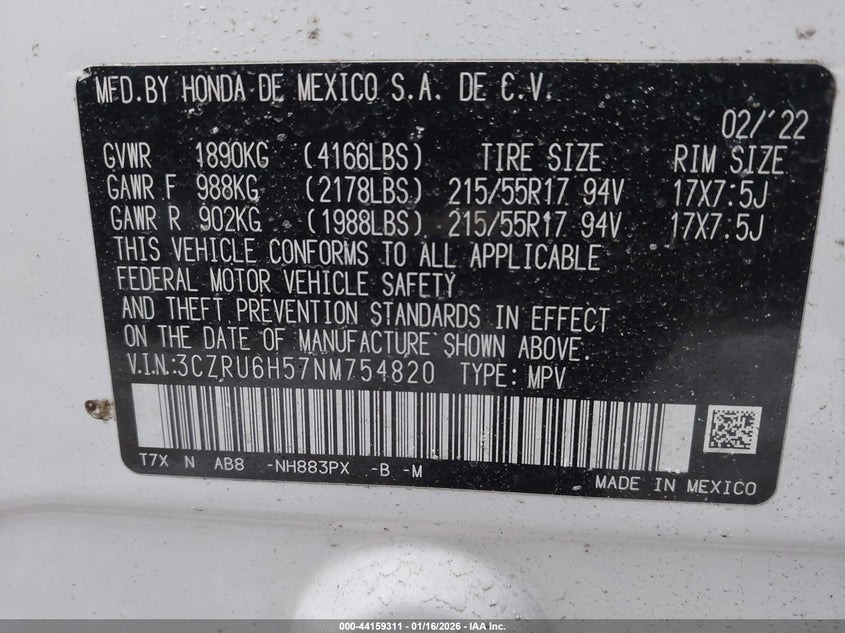 MFD.BY HONDA DE MEXICO S.A. DE C.V.
02/'22
GVWR 1890KG (4166LBS) TIRE SIZE RIM SIZE
GAWR F 988KG (2178LBS) 215/55R17 94V 17X7.5J
GAWR R 902KG (1988LBS) 215/55R17 94V 17X7.5J
THIS VEHICLE CONFORMS TO ALL APPLICABLE
FEDERAL MOTOR VEHICLE SAFETY
AND THEFT PREVENTION STANDARDS IN EFFECT
ON THE DATE OF MANUFACTURE SHOWN ABOVE.
V.I.N:3CZRU6H57NM754820 TYPE: MPV
T7X N AB8 -NH883PX -B -M
MADE IN MEXICO
000-44159311 - 01/16/2026 - IAA Inc.